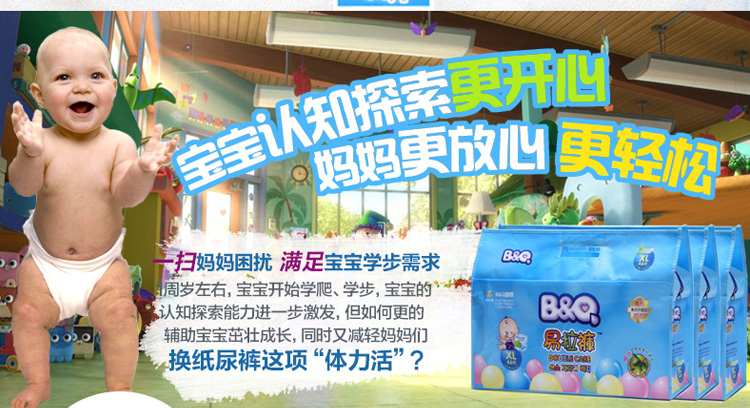 宝宝认知探索更开心
妈妈更放心 更轻松
一扫妈妈困扰 满足宝宝学步需求
1周岁左右，宝宝开始学爬、学步，宝宝的
认知探索能力进一步激发，但如何更的
辅助宝宝茁壮成长，同时又减轻妈妈们
换纸尿裤这项“体力活”？
B&Q
XL
B&Q
易拉裤
XL
DOUBLE CARE